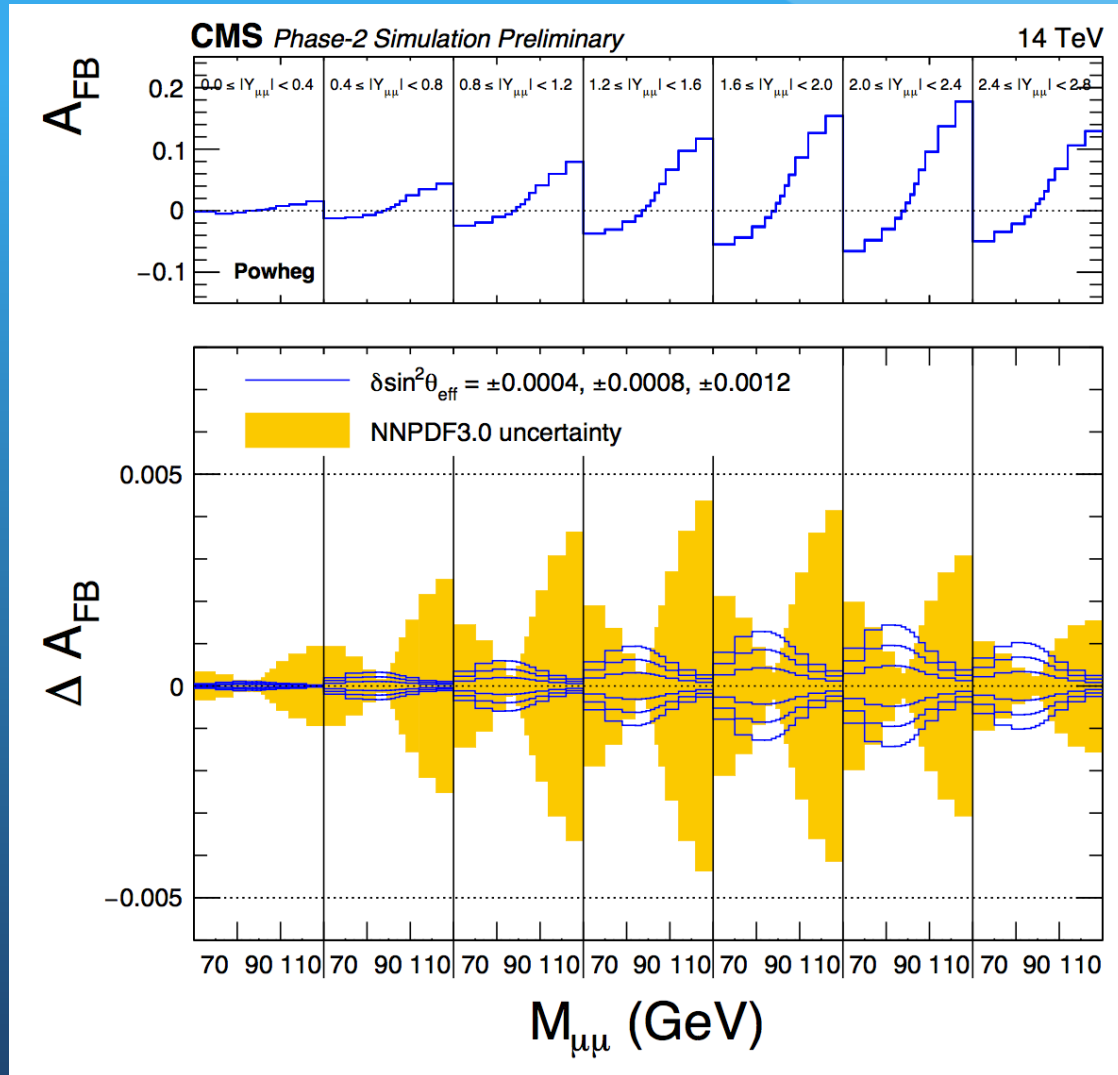 CMS Phase-2 Simulation Preliminary 14 TeV
A_FB
0.2
0.1
0
−0.1
0.0 ≤ |Y_μμ| < 0.4
0.4 ≤ |Y_μμ| < 0.8
0.8 ≤ |Y_μμ| < 1.2
1.2 ≤ |Y_μμ| < 1.6
1.6 ≤ |Y_μμ| < 2.0
2.0 ≤ |Y_μμ| < 2.4
2.4 ≤ |Y_μμ| < 2.8
Powheg
δsin²θ_eff = ±0.0004, ±0.0008, ±0.0012
NNPDF3.0 uncertainty
Δ A_FB
0.005
0
−0.005
70 90 110 70 90 110 70 90 110 70 90 110 70 90 110 70 90 110 70 90 110
M_μμ (GeV)